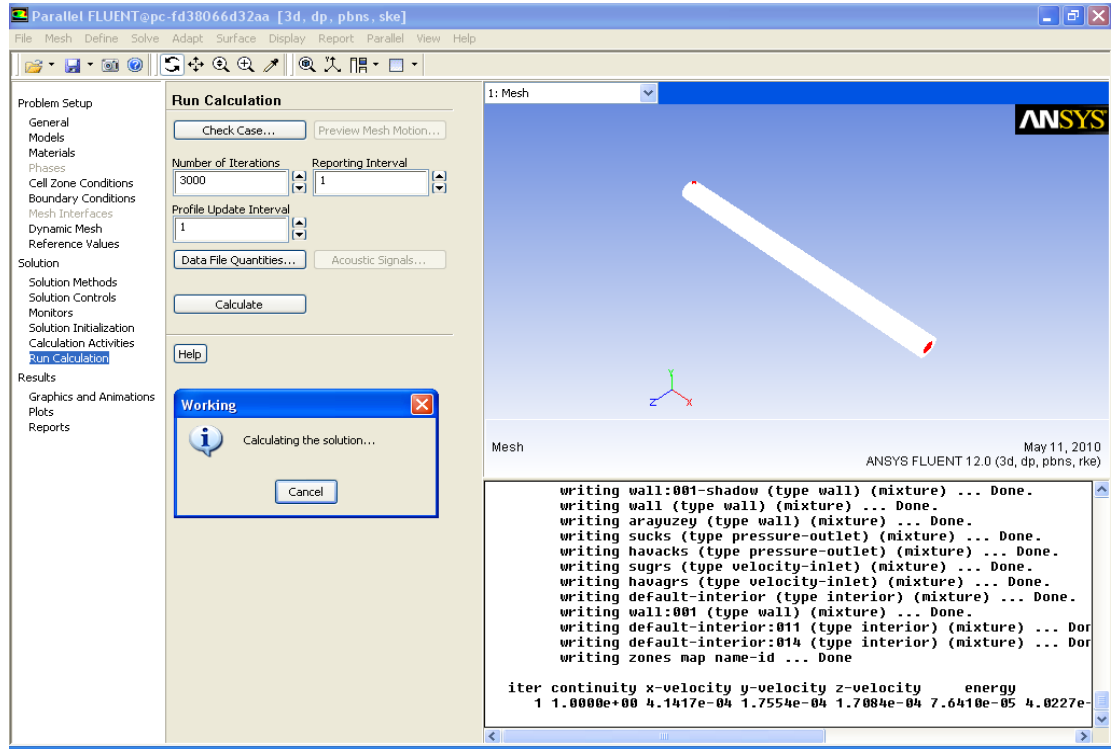 Parallel FLUENT@pc-fd38066d32aa [3d, dp, pbns, ske]
File Mesh Define Solve Adapt Surface Display Report Parallel View Help
Problem Setup
General
Models
Materials
Phases
Cell Zone Conditions
Boundary Conditions
Mesh Interfaces
Dynamic Mesh
Reference Values
Solution
Solution Methods
Solution Controls
Monitors
Solution Initialization
Calculation Activities
Run Calculation
Results
Graphics and Animations
Plots
Reports
Run Calculation
Check Case... Preview Mesh Motion...
Number of Iterations Reporting Interval
3000 1
Profile Update Interval
1
Data File Quantities... Acoustic Signals...
Calculate
Help
Working
Calculating the solution...
Cancel
1: Mesh
ANSYS
Y
Z X
Mesh May 11, 2010
ANSYS FLUENT 12.0 (3d, dp, pbns, rke)
writing wall:001-shadow (type wall) (mixture) ... Done.
writing wall (type wall) (mixture) ... Done.
writing arayuzey (type wall) (mixture) ... Done.
writing sucks (type pressure-outlet) (mixture) ... Done.
writing havacks (type pressure-outlet) (mixture) ... Done.
writing sugrs (type velocity-inlet) (mixture) ... Done.
writing havagrs (type velocity-inlet) (mixture) ... Done.
writing default-interior (type interior) (mixture) ... Done.
writing wall:001 (type wall) (mixture) ... Done.
writing default-interior:011 (type interior) (mixture) ... Dor
writing default-interior:014 (type interior) (mixture) ... Dor
writing zones map name-id ... Done
iter continuity x-velocity y-velocity z-velocity energy
1 1.0000e+00 4.1417e-04 1.7554e-04 1.7084e-04 7.6410e-05 4.0227e-